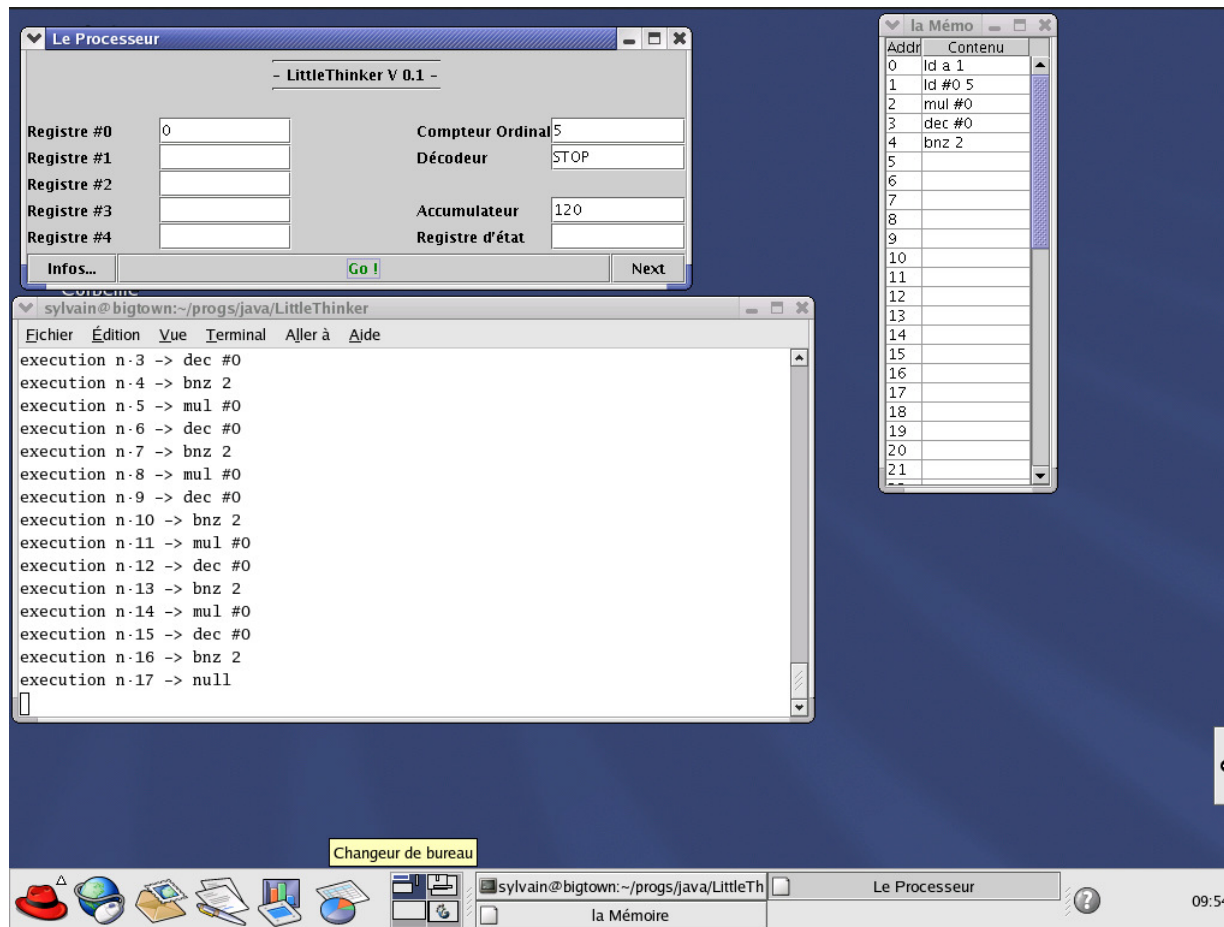 Le Processeur
- LittleThinker V 0.1 -
Registre #0 0 Compteur Ordinal 5
Registre #1 Décodeur STOP
Registre #2
Registre #3 Accumulateur 120
Registre #4 Registre d'état
Infos... Go ! Next
la Mémo
Addr Contenu
0 ld a 1
1 ld #0 5
2 mul #0
3 dec #0
4 bnz 2
5
6
7
8
9
10
11
12
13
14
15
16
17
18
19
20
21
sylvain@bigtown:~/progs/java/LittleThinker
Fichier Édition Vue Terminal Aller à Aide
execution n·3 -> dec #0
execution n·4 -> bnz 2
execution n·5 -> mul #0
execution n·6 -> dec #0
execution n·7 -> bnz 2
execution n·8 -> mul #0
execution n·9 -> dec #0
execution n·10 -> bnz 2
execution n·11 -> mul #0
execution n·12 -> dec #0
execution n·13 -> bnz 2
execution n·14 -> mul #0
execution n·15 -> dec #0
execution n·16 -> bnz 2
execution n·17 -> null
Changeur de bureau
sylvain@bigtown:~/progs/java/LittleTh
Le Processeur
la Mémoire
09:54